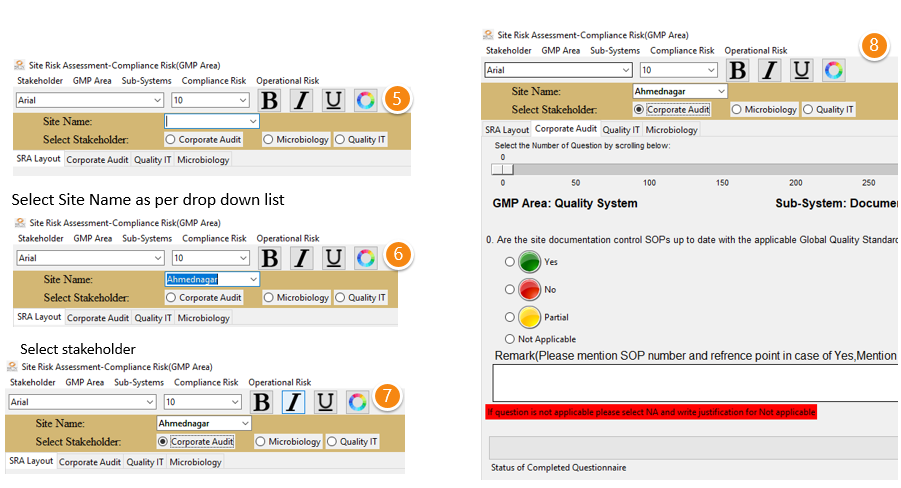 Site Risk Assessment-Compliance Risk(GMP Area)
Stakeholder GMP Area Sub-Systems Compliance Risk Operational Risk
Arial 10 B I U 5
Site Name:
Select Stakeholder: Corporate Audit Microbiology Quality IT
SRA Layout Corporate Audit Quality IT Microbiology
Select Site Name as per drop down list
Site Risk Assessment-Compliance Risk(GMP Area)
Stakeholder GMP Area Sub-Systems Compliance Risk Operational Risk
Arial 10 B I U 6
Site Name: Ahmednagar
Select Stakeholder: Corporate Audit Microbiology Quality IT
SRA Layout Corporate Audit Quality IT Microbiology
Select stakeholder
Site Risk Assessment-Compliance Risk(GMP Area)
Stakeholder GMP Area Sub-Systems Compliance Risk Operational Risk
Arial 10 B I U 7
Site Name: Ahmednagar
Select Stakeholder: Corporate Audit Microbiology Quality IT
SRA Layout Corporate Audit Quality IT Microbiology
Site Risk Assessment-Compliance Risk(GMP Area)
8
Stakeholder GMP Area Sub-Systems Compliance Risk Operational Risk
Arial 10 B I U
Site Name: Ahmednagar
Select Stakeholder: Corporate Audit Microbiology Quality IT
SRA Layout Corporate Audit Quality IT Microbiology
Select the Number of Question by scrolling below:
0
0 50 100 150 200 250
GMP Area: Quality System Sub-System: Docume
0. Are the site documentation control SOPs up to date with the applicable Global Quality Standard
Yes
No
Partial
Not Applicable
Remark(Please mention SOP number and refrence point in case of Yes,Mention
If question is not applicable please select NA and write justification for Not applicable
Status of Completed Questionnaire